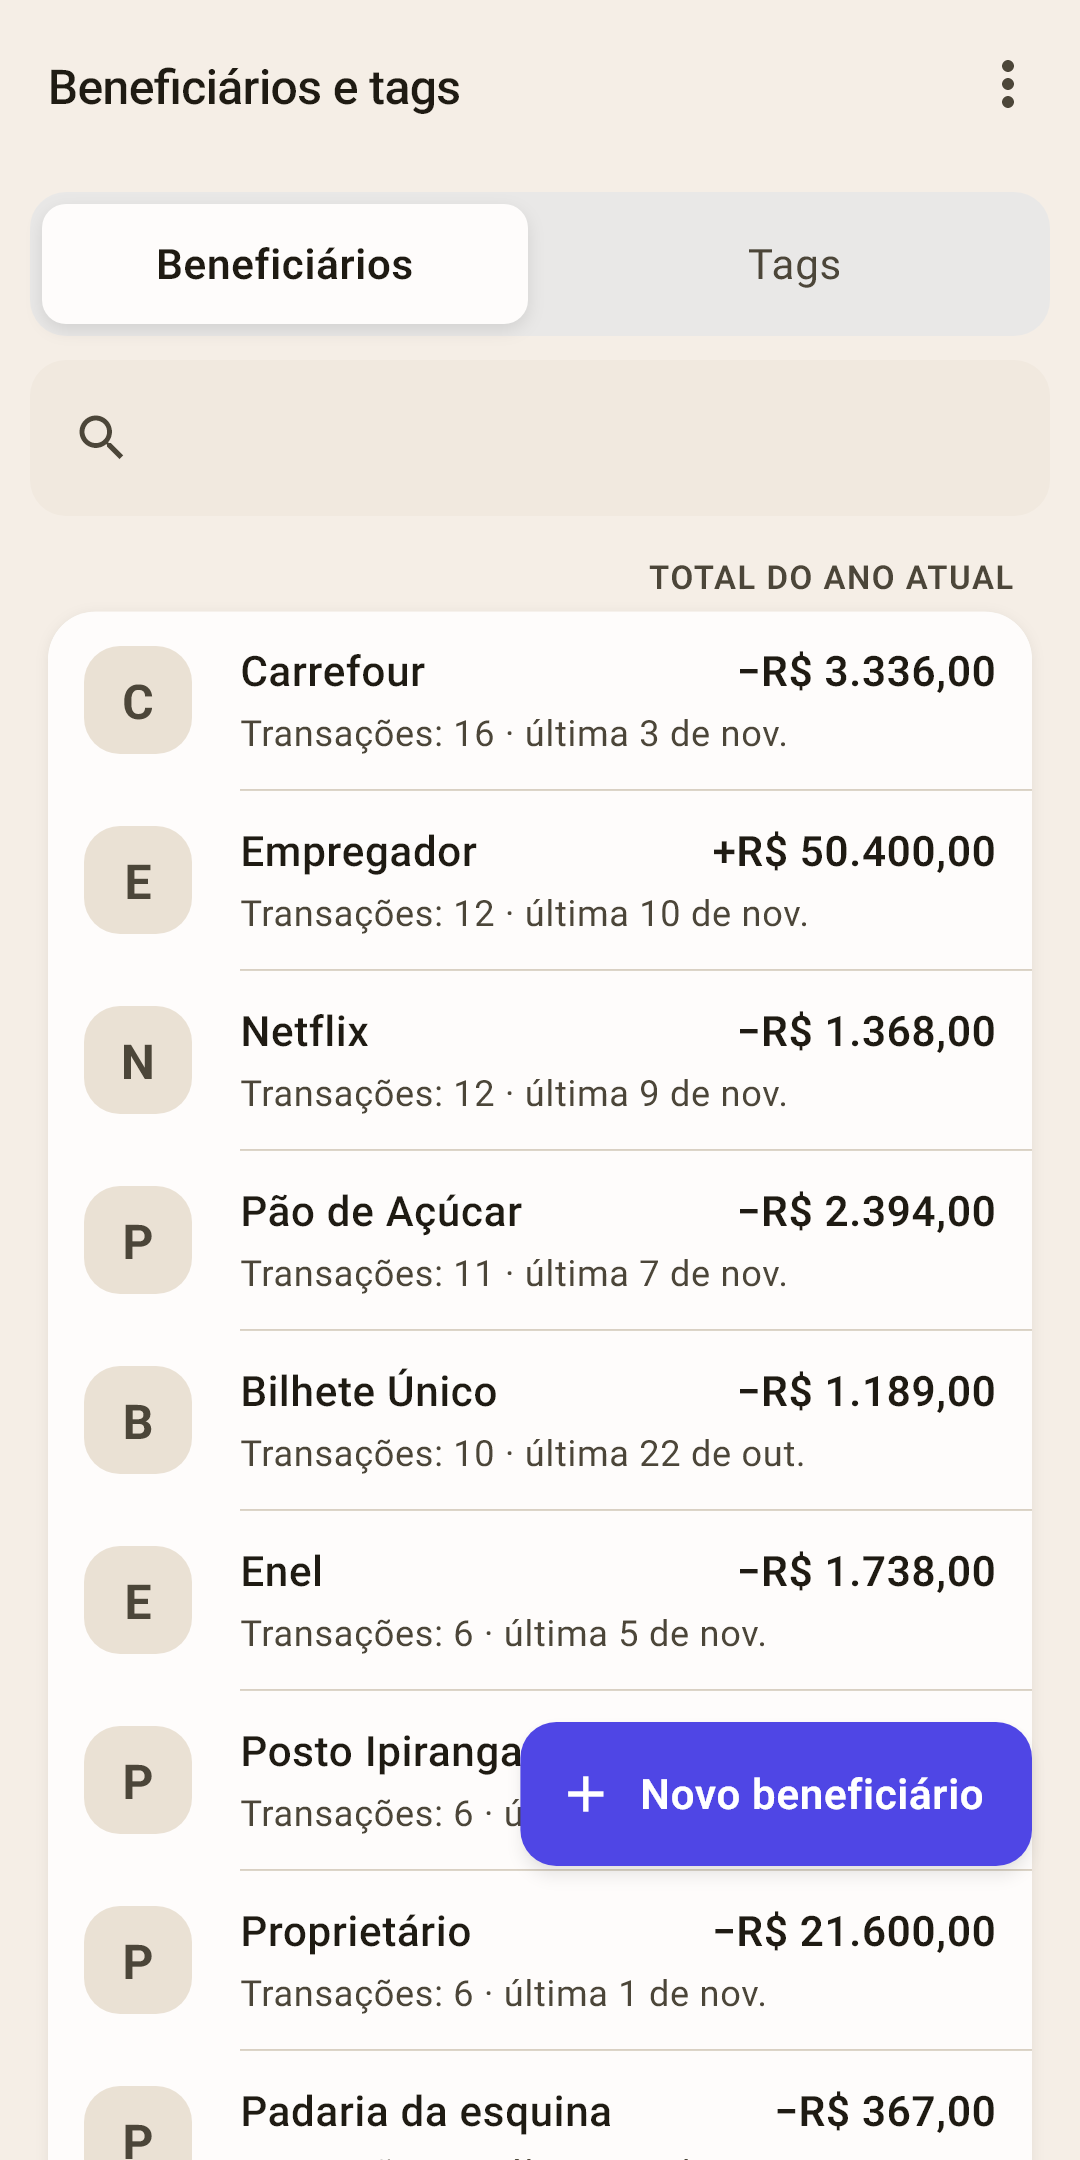 Beneficiários e tags
Beneficiários
Tags
TOTAL DO ANO ATUAL
C
Carrefour
−R$ 3.336,00
Transações: 16 · última 3 de nov.
E
Empregador
+R$ 50.400,00
Transações: 12 · última 10 de nov.
N
Netflix
−R$ 1.368,00
Transações: 12 · última 9 de nov.
P
Pão de Açúcar
−R$ 2.394,00
Transações: 11 · última 7 de nov.
B
Bilhete Único
−R$ 1.189,00
Transações: 10 · última 22 de out.
E
Enel
−R$ 1.738,00
Transações: 6 · última 5 de nov.
P
Posto Ipiranga
Transações: 6 ·
Novo beneficiário
P
Proprietário
−R$ 21.600,00
Transações: 6 · última 1 de nov.
P
Padaria da esquina
−R$ 367,00